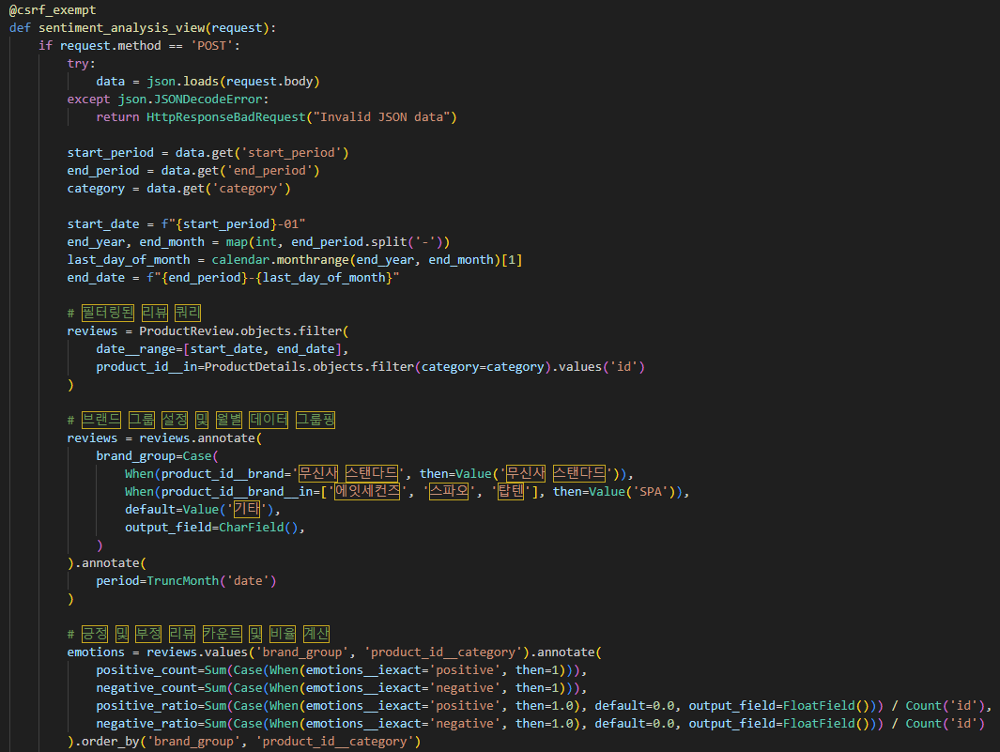 @csrf_exempt
def sentiment_analysis_view(request):
    if request.method == 'POST':
        try:
            data = json.loads(request.body)
        except json.JSONDecodeError:
            return HttpResponseBadRequest("Invalid JSON data")

        start_period = data.get('start_period')
        end_period = data.get('end_period')
        category = data.get('category')

        start_date = f"{start_period}-01"
        end_year, end_month = map(int, end_period.split('-'))
        last_day_of_month = calendar.monthrange(end_year, end_month)[1]
        end_date = f"{end_period}-{last_day_of_month}"

        # 필터링된 리뷰 쿼리
        reviews = ProductReview.objects.filter(
            date__range=[start_date, end_date],
            product_id__in=ProductDetails.objects.filter(category=category).values('id')
        )

        # 브랜드 그룹 설정 및 월별 데이터 그룹핑
        reviews = reviews.annotate(
            brand_group=Case(
                When(product_id__brand='무신사 스탠다드', then=Value('무신사 스탠다드')),
                When(product_id__brand__in=['에잇세컨즈', '스파오', '탑텐'], then=Value('SPA')),
                default=Value('기타'),
                output_field=CharField(),
            )
        ).annotate(
            period=TruncMonth('date')
        )

        # 긍정 및 부정 리뷰 카운트 및 비율 계산
        emotions = reviews.values('brand_group', 'product_id__category').annotate(
            positive_count=Sum(Case(When(emotions__iexact='positive', then=1))),
            negative_count=Sum(Case(When(emotions__iexact='negative', then=1))),
            positive_ratio=Sum(Case(When(emotions__iexact='positive', then=1.0), default=0.0, output_field=FloatField())) / Count('id'),
            negative_ratio=Sum(Case(When(emotions__iexact='negative', then=1.0), default=0.0, output_field=FloatField())) / Count('id')
        ).order_by('brand_group', 'product_id__category')